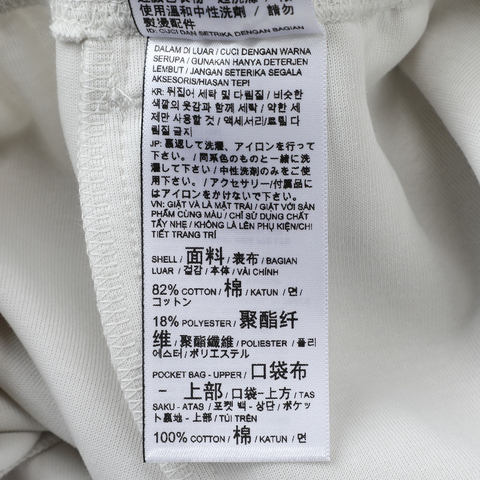 使用溫和中性洗劑 / 請勿
熨燙配件
ID: CUCI DAN SETRIKA DENGAN BAGIAN
DALAM DI LUAR / CUCI DENGAN WARNA
SERUPA / GUNAKAN HANYA DETERJEN
LEMBUT / JANGAN SETERIKA SEGALA
AKSESORIS/HIASAN TEPI
KR: 뒤집어 세탁 및 다림질 / 비슷한
색깔의 옷감과 함께 세탁 / 약한 세
제만 사용할 것 / 액세서리/트림 다
림질 금지
JP: 裏返して洗濯、アイロンを行って
下さい。 / 同系色のものと一緒に洗
濯して下さい / 中性洗剤のみをご使
用下さい。 / アクセサリー/付属品に
はアイロンをかけないで下さい。
VN: GIẶT VÀ LÀ MẶT TRÁI / GIẶT VỚI SẢN
PHẨM CÙNG MÀU / CHỈ SỬ DỤNG CHẤT
TẨY NHẸ / KHÔNG LÀ LÊN PHỤ KIỆN/CHI
TIẾT TRANG TRÍ
SHELL / 面料 / 表布 / BAGIAN
LUAR / 겉감 / 本体 / VẢI CHÍNH
82% COTTON / 棉 / KATUN / 면 /
コットン
18% POLYESTER / 聚酯纤
维 / 聚酯纖維 / POLIESTER / 폴리
에스터 / ポリエステル
POCKET BAG - UPPER / 口袋布
- 上部 / 口袋-上方 / TAS
SAKU - ATAS / 포켓 백 - 상단 / ポケッ
ト裏地 - 上部 / TÚI TRÊN
100% COTTON / 棉 / KATUN / 면